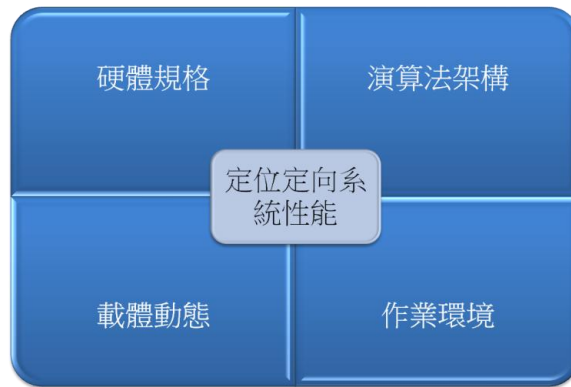 硬體規格
演算法架構
定位定向系
統性能
載體動態
作業環境